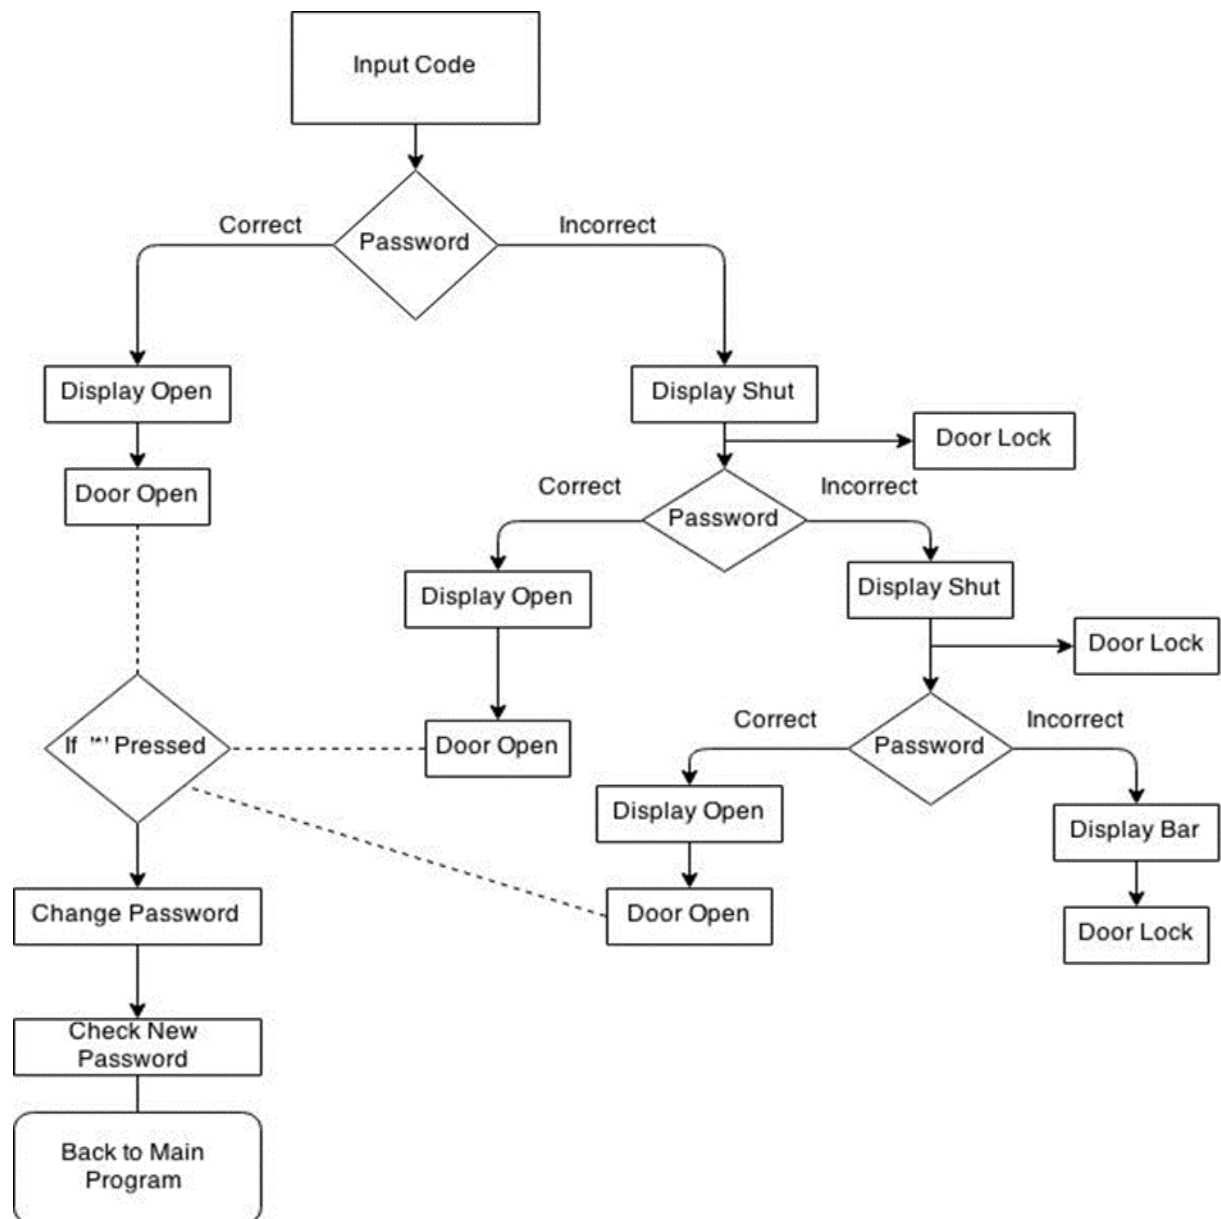 Input Code
Correct
Password
Incorrect
Display Open
Display Shut
Door Lock
Door Open
Correct
Password
Incorrect
Display Open
Display Shut
Door Lock
If '*' Pressed
Door Open
Correct
Password
Incorrect
Display Open
Display Bar
Change Password
Door Open
Door Lock
Check New
Password
Back to Main
Program